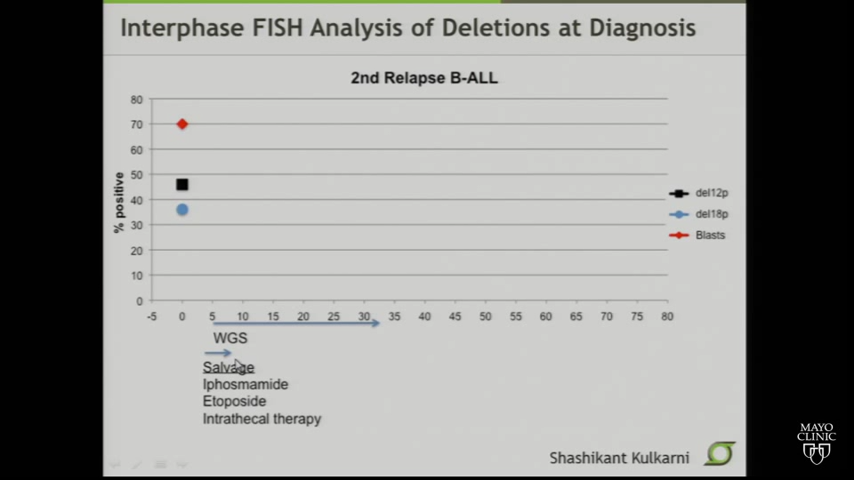 Interphase FISH Analysis of Deletions at Diagnosis
2nd Relapse B-ALL
80
70
60
50
40
30
20
10
0
% positive
-5 0 5 10 15 20 25 30 35 40 45 50 55 60 65 70 75 80
del12p
del18p
Blasts
WGS
Salvage
Iphosmamide
Etoposide
Intrathecal therapy
Shashikant Kulkarni
MAYO
CLINIC